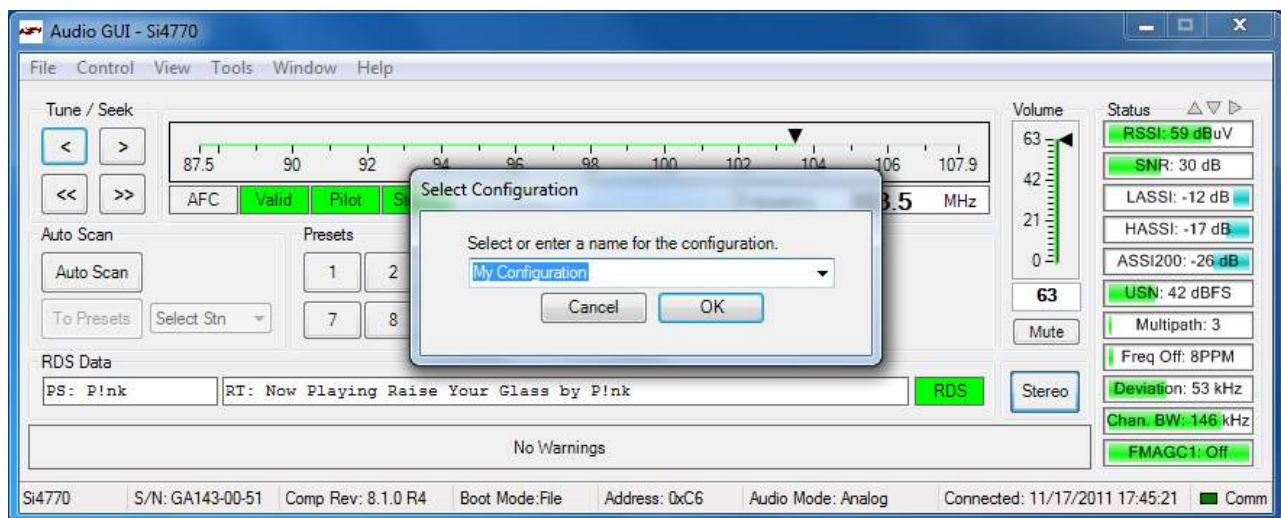 Audio GUI - Si4770
File Control View Tools Window Help
Tune / Seek
< >
<< >>
87.5 90 92 94 96 98 100 102 104 106 107.9
AFC Valid Pilot
MHz
Auto Scan
Auto Scan
To Presets Select Stn
Presets
1 2
7 8
Select Configuration
Select or enter a name for the configuration.
My Configuration
Cancel OK
RDS Data
PS: P!nk RT: Now Playing Raise Your Glass by P!nk RDS
No Warnings
Volume
63
42
21
0
63
Mute
Stereo
Status
RSSI: 59 dBuV
SNR: 30 dB
LASSI: -12 dB
HASSI: -17 dB
ASSI200: -26 dB
USN: 42 dBFS
Multipath: 3
Freq Off: 8PPM
Deviation: 53 kHz
Chan. BW: 146 kHz
FMAGC1: Off
Si4770 S/N: GA143-00-51 Comp Rev: 8.1.0 R4 Boot Mode:File Address: 0xC6 Audio Mode: Analog Connected: 11/17/2011 17:45:21 Comm